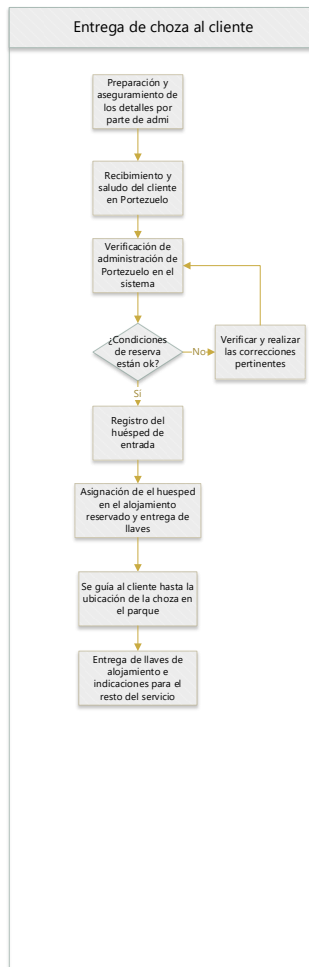 Entrega de choza al cliente
Preparación y
aseguramiento de
los detalles por
parte de admi
Recibimiento y
saludo del cliente
en Portezuelo
Verificación de
administración de
Portezuelo en el
sistema
¿Condiciones
de reserva
están ok?
No
Verificar y realizar
las correcciones
pertinentes
Si
Registro del
huésped de
entrada
Asignación de el huesped
en el alojamiento
reservado y entrega de
llaves
Se guía al cliente hasta la
ubicación de la choza en
el parque
Entrega de llaves de
alojamiento e
indicaciones para el
resto del servicio